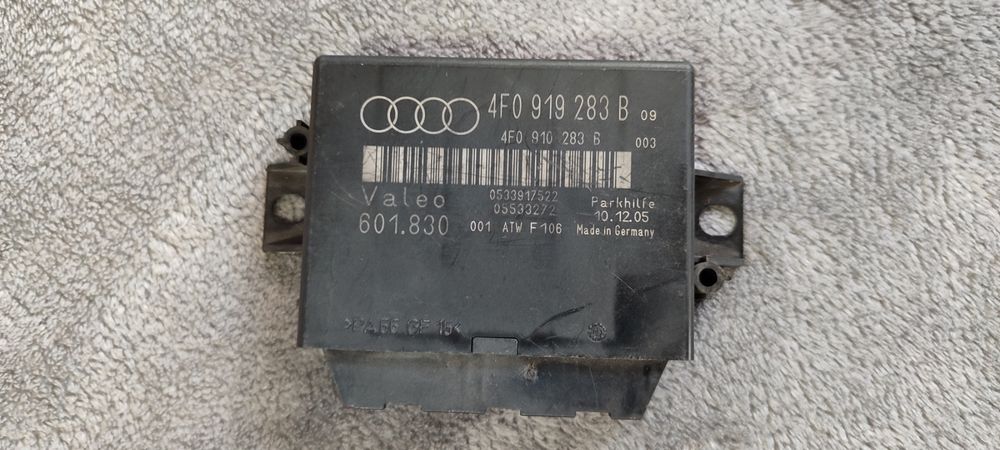 4F0 919 283 B 09
4F0 910 283 B 003
Valeo 0533917522 Parkhilfe
05533272 10.12.05
601.830 001 ATW F106 Made in Germany
>PA66 GF15<